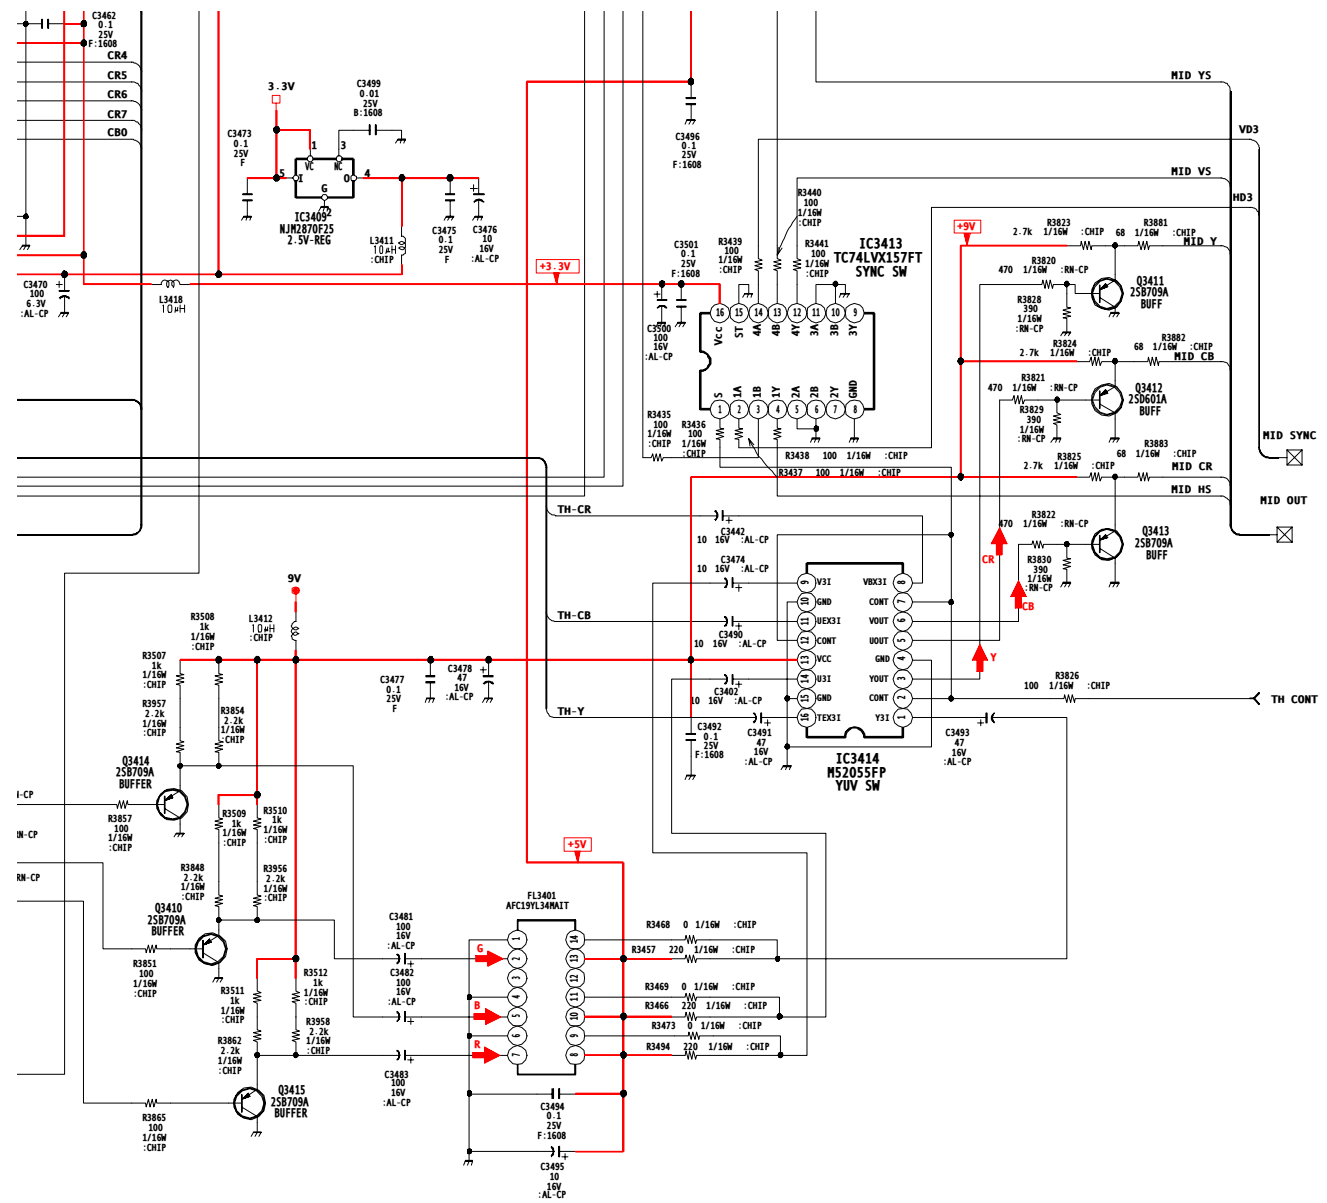 C3462
0.1
25V
F:1608
CR4
CR5
CR6
CR7
CB0
3.3V
C3499
0.01
25V
B:1608
C3473
0.1
25V
F
1
3
VC
NC
5
I
O
4
G
2
IC3409
NJM2870F25
2.5V-REG
L3411
10μH
:CHIP
C3475
0.1
25V
F
C3476
10
16V
:AL-CP
C3470
100
6.3V
:AL-CP
L3418
10μH
+3.3V
C3496
0.1
25V
F:1608
C3501
0.1
25V
F:1608
C3500
100
16V
:AL-CP
R3439
100
1/16W
:CHIP
R3440
100
1/16W
:CHIP
R3441
100
1/16W
:CHIP
IC3413
TC74LVX157FT
SYNC SW
16 15 14 13 12 11 10 9
Vcc ST 4A 4B 4Y 3A 3B 3Y
S 1A 1B 1Y 2A 2B 2Y GND
1 2 3 4 5 6 7 8
R3435
100
1/16W
:CHIP
R3436
100
1/16W
:CHIP
R3438 100 1/16W :CHIP
R3437 100 1/16W :CHIP
MID YS
VD3
MID VS
HD3
+9V
R3823
2.7k 1/16W :CHIP
R3881
68 1/16W :CHIP
MID Y
R3820
470 1/16W :RN-CP
Q3411
2SB709A
BUFF
R3828
390
1/16W
:RN-CP
R3824
2.7k 1/16W :CHIP
R3882
68 1/16W :CHIP
MID CB
R3821
470 1/16W :RN-CP
Q3412
2SD601A
BUFF
R3829
390
1/16W
:RN-CP
R3825
2.7k 1/16W :CHIP
R3883
68 1/16W :CHIP
MID CR
MID HS
MID SYNC
MID OUT
R3822
470 1/16W :RN-CP
Q3413
2SB709A
BUFF
R3830
390
1/16W
:RN-CP
CR
CB
Y
TH-CR
C3442
10 16V :AL-CP
C3474
10 16V :AL-CP
TH-CB
C3490
10 16V :AL-CP
C3402
10 16V :AL-CP
TH-Y
C3492
0.1
25V
F:1608
C3491
47
16V
:AL-CP
9 V3I VBX3I 8
10 GND CONT 7
11 UEX3I VOUT 6
12 CONT UOUT 5
13 VCC GND 4
14 U3I YOUT 3
15 GND CONT 2
16 TEX3I Y3I 1
IC3414
M52055FP
YUV SW
C3493
47
16V
:AL-CP
R3826
100 1/16W :CHIP
TH CONT
9V
L3412
10μH
:CHIP
R3508
1k
1/16W
:CHIP
R3507
1k
1/16W
:CHIP
R3957
2.2k
1/16W
:CHIP
R3854
2.2k
1/16W
:CHIP
C3477
0.1
25V
F
C3478
47
16V
:AL-CP
Q3414
2SB709A
BUFFER
R3857
100
1/16W
:CHIP
N-CP
RN-CP
R3509
1k
1/16W
:CHIP
R3510
1k
1/16W
:CHIP
R3848
2.2k
1/16W
:CHIP
R3956
2.2k
1/16W
:CHIP
Q3410
2SB709A
BUFFER
R3851
100
1/16W
:CHIP
R3511
1k
1/16W
:CHIP
R3512
1k
1/16W
:CHIP
R3862
2.2k
1/16W
:CHIP
R3958
2.2k
1/16W
:CHIP
Q3415
2SB709A
BUFFER
R3865
100
1/16W
:CHIP
C3481
100
16V
:AL-CP
C3482
100
16V
:AL-CP
C3483
100
16V
:AL-CP
G
B
R
+5V
FL3401
AFC19YL34MAIT
1 14
2 13
3 12
4 11
5 10
6 9
7 8
C3494
0.1
25V
F:1608
C3495
10
16V
:AL-CP
R3468 0 1/16W :CHIP
R3457 220 1/16W :CHIP
R3469 0 1/16W :CHIP
R3466 220 1/16W :CHIP
R3473 0 1/16W :CHIP
R3494 220 1/16W :CHIP